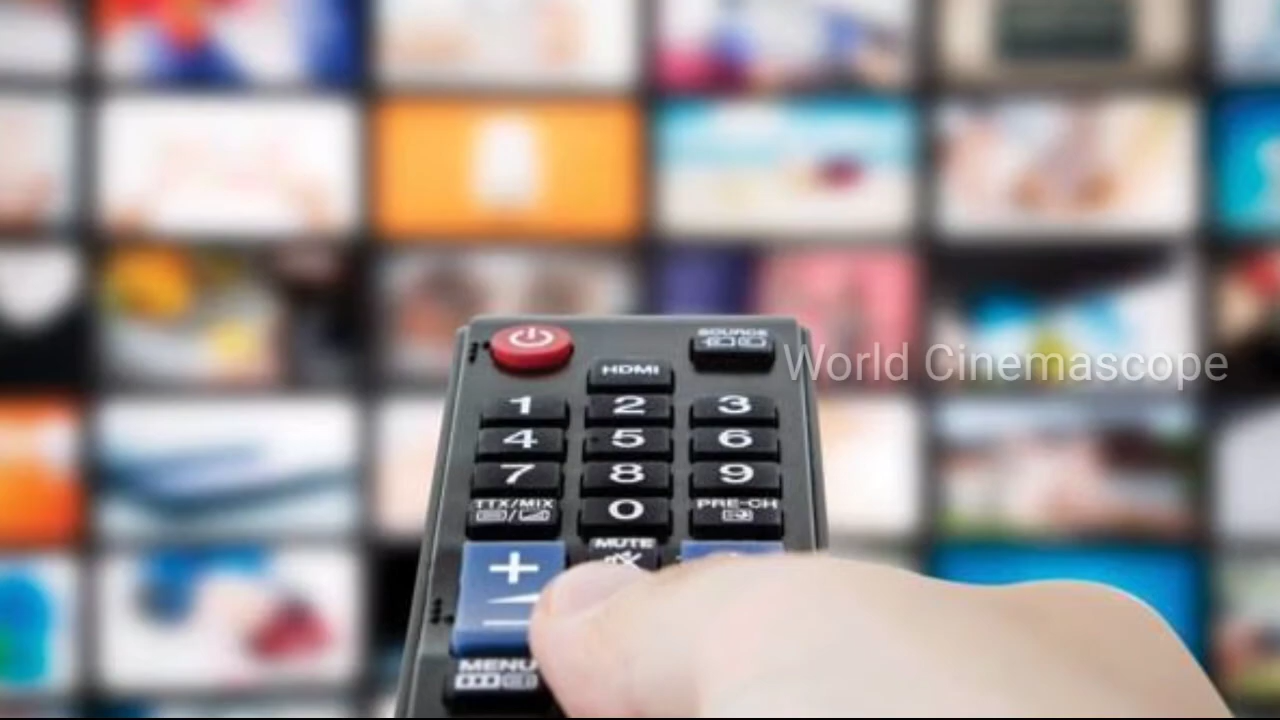 SOURCE
World Cinemascope
HDMI
1 2 3
4 5 6
7 8 9
TTX/MIX 0 PRE-CH
MUTE
+
−
MENU